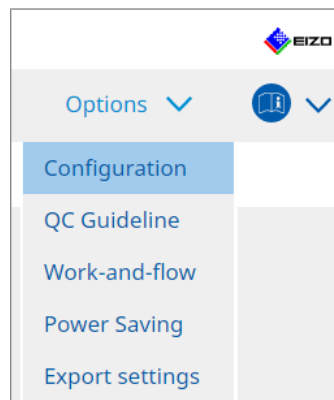 EIZO
Options
Configuration
QC Guideline
Work-and-flow
Power Saving
Export settings